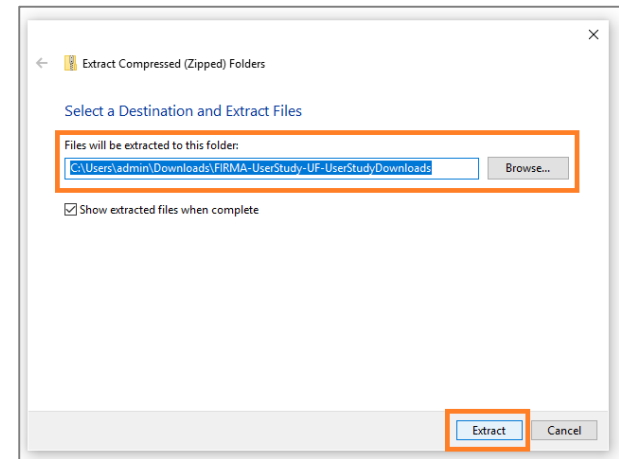 Extract Compressed (Zipped) Folders
Select a Destination and Extract Files
Files will be extracted to this folder:
C:\Users\admin\Downloads\FIRMA-UserStudy-UF-UserStudyDownloads
Browse...
Show extracted files when complete
Extract
Cancel